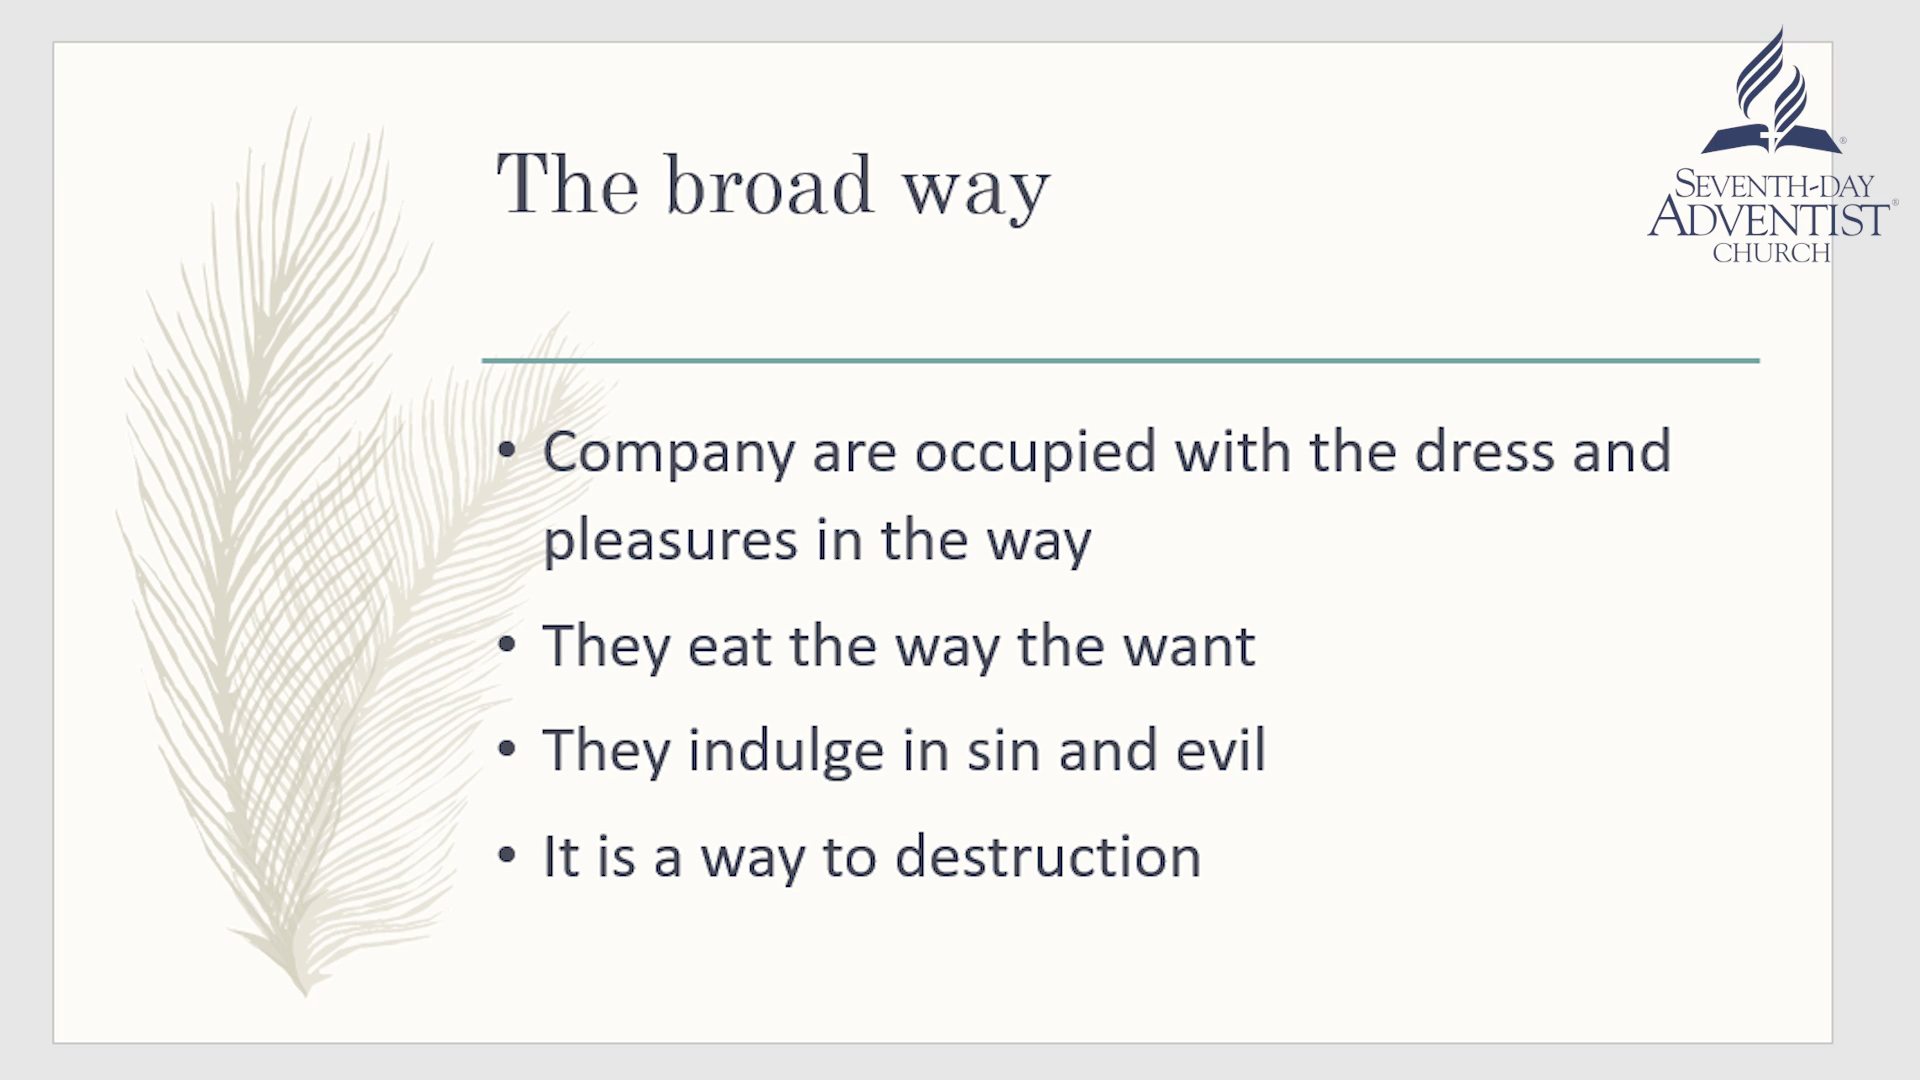 The broad way
SEVENTH-DAY
ADVENTIST®
CHURCH
• Company are occupied with the dress and
pleasures in the way
• They eat the way the want
• They indulge in sin and evil
• It is a way to destruction